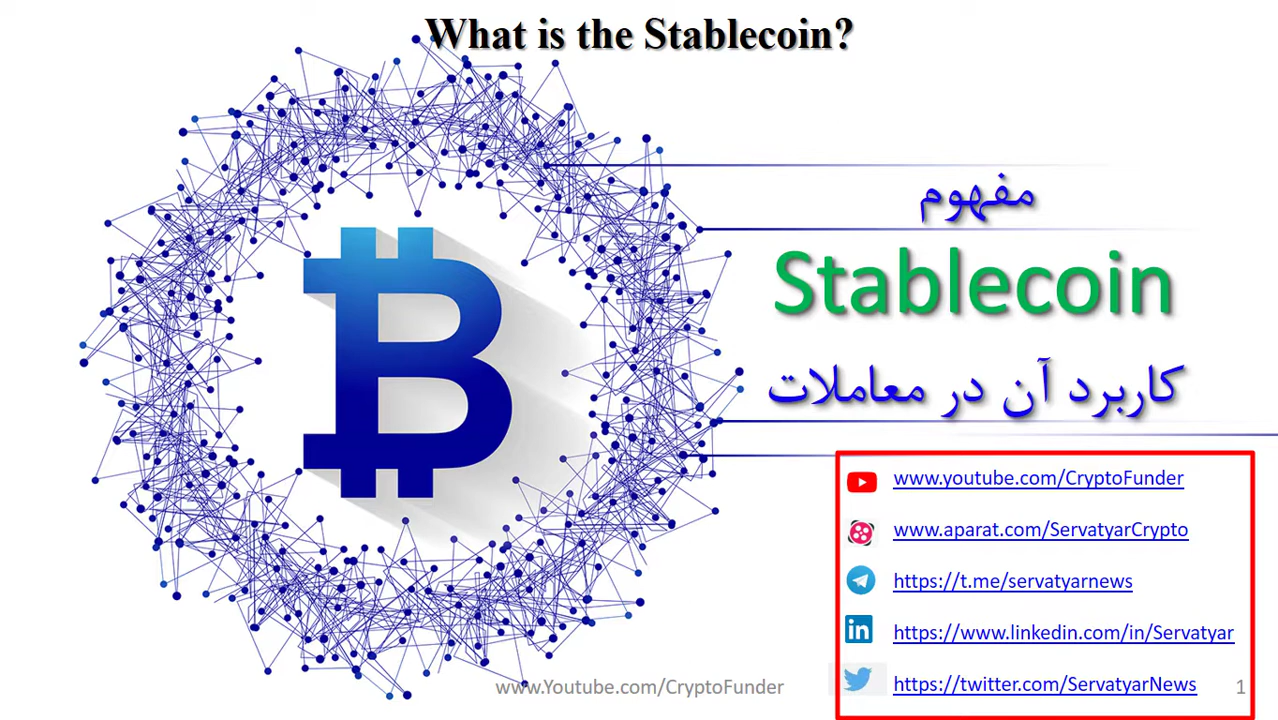 What is the Stablecoin?
مفهوم
Stablecoin
کاربرد آن در معاملات
www.youtube.com/CryptoFunder
www.aparat.com/ServatyarCrypto
https://t.me/servatyarnews
https://www.linkedin.com/in/Servatyar
https://twitter.com/ServatyarNews
www.Youtube.com/CryptoFunder
1